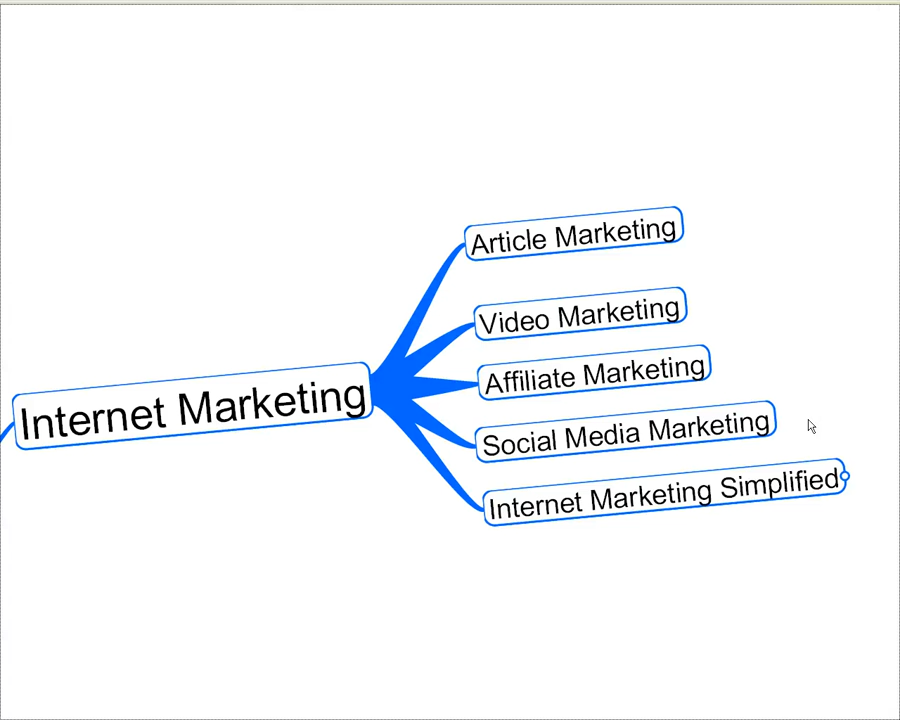 Internet Marketing
Article Marketing
Video Marketing
Affiliate Marketing
Social Media Marketing
Internet Marketing Simplified